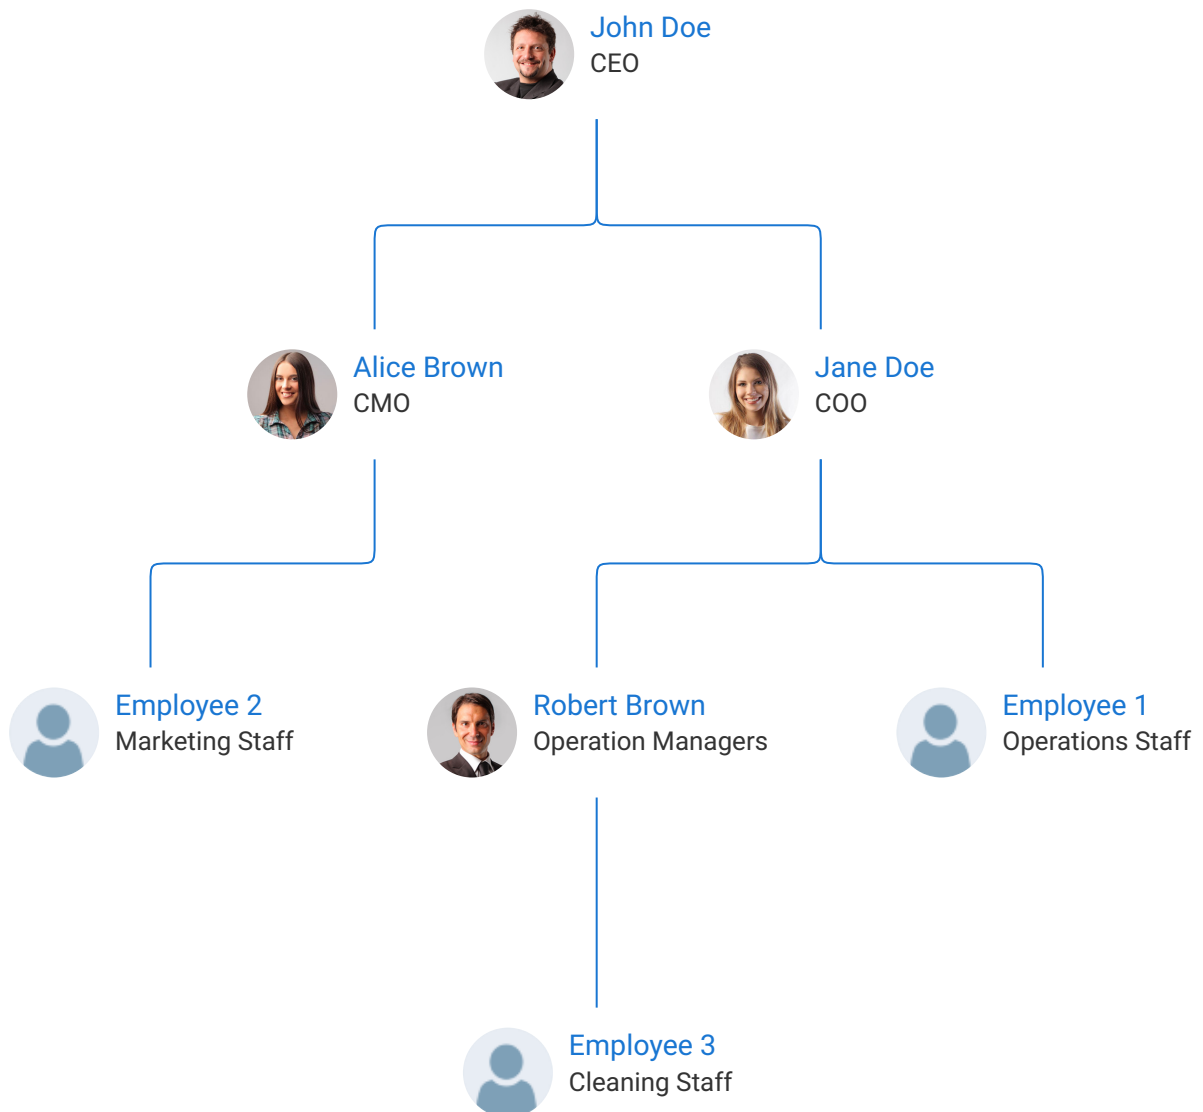 John Doe
CEO
Alice Brown
CMO
Jane Doe
COO
Employee 2
Marketing Staff
Robert Brown
Operation Managers
Employee 1
Operations Staff
Employee 3
Cleaning Staff